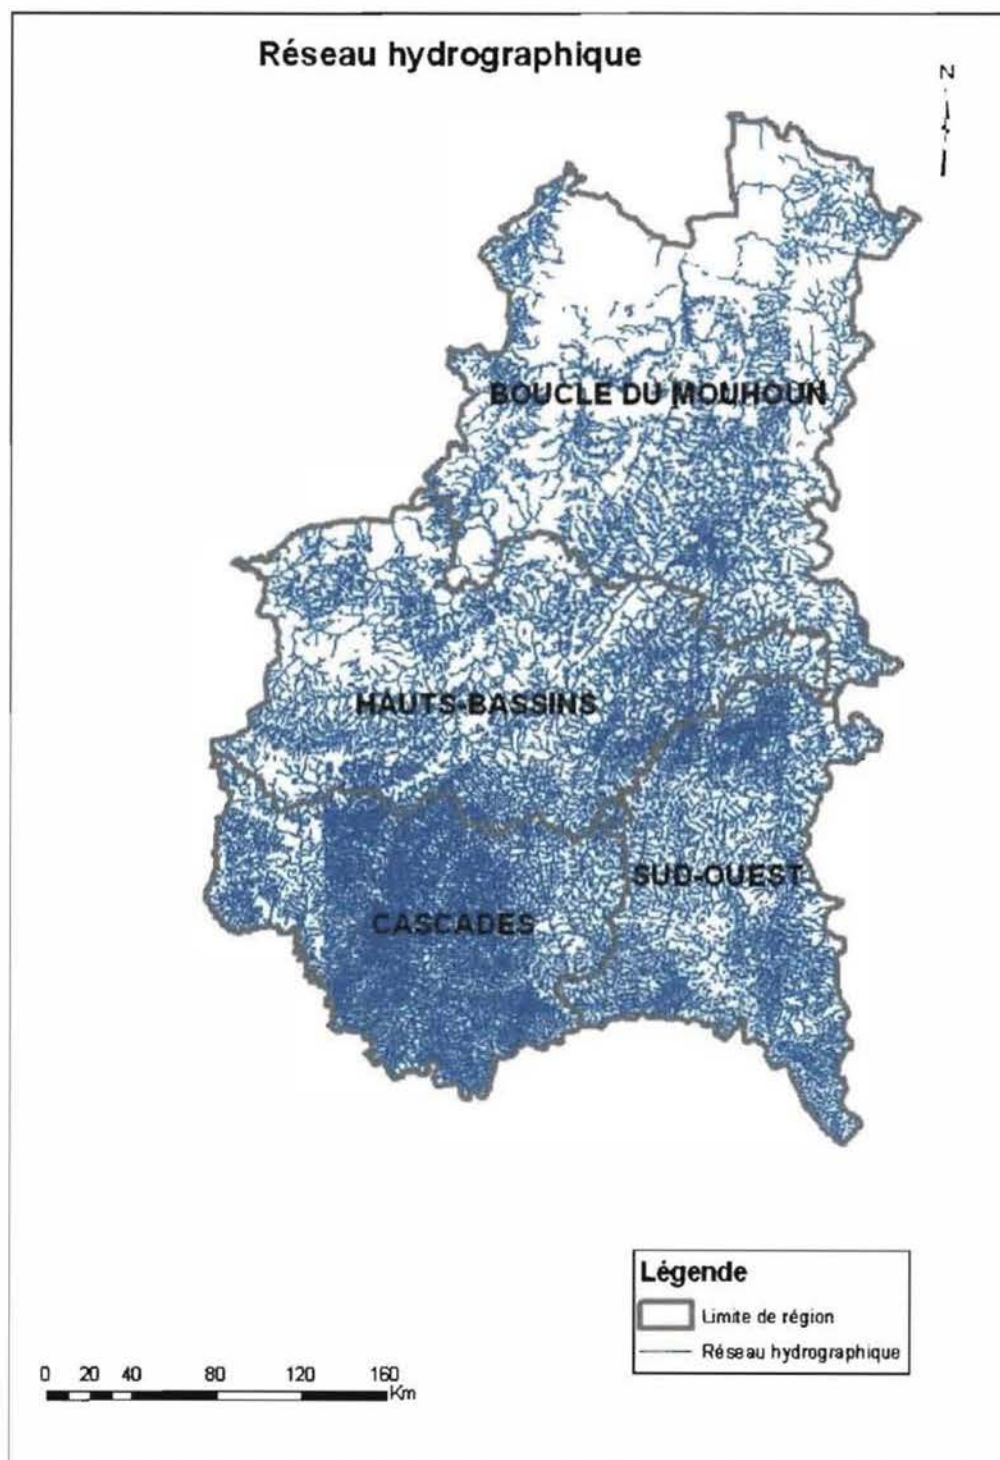 Réseau hydrographique
N
BOUCLE DU MOUHOUN
HAUTS-BASSINS
SUD-OUEST
CASCADES
Légende
Limite de région
Réseau hydrographique
0 20 40 80 120 160
Km